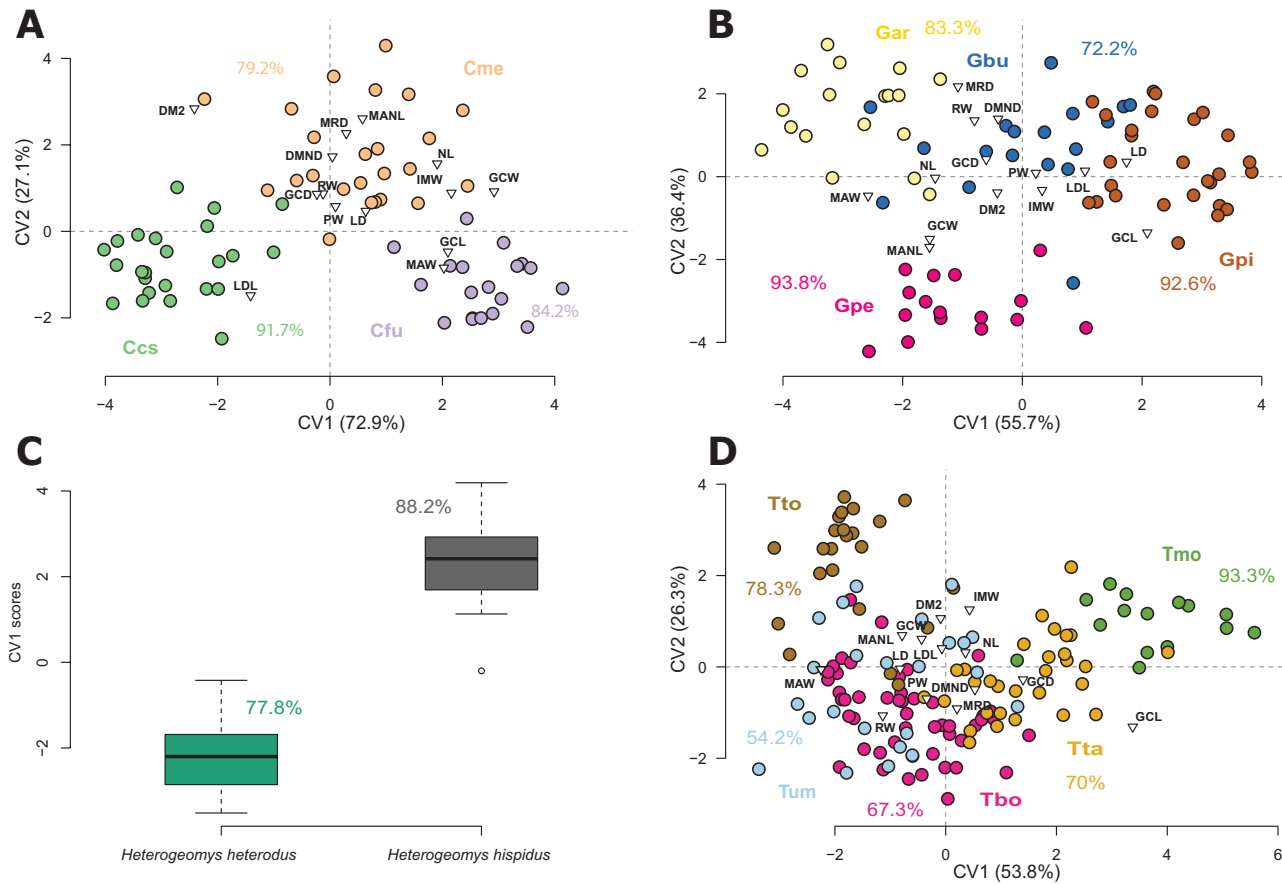 A
79.2%
Cme
DM2
MRD
MANL
DMND
NL
RW
GCD
IMW
GCW
PW
LD
GCL
MAW
LDL
Ccs
91.7%
Cfu
84.2%
4
2
0
−2
CV2 (27.1%)
−4
−2
0
2
4
CV1 (72.9%)
B
Gar
83.3%
Gbu
72.2%
MRD
RW
DMND
GCD
LD
NL
PW
LDL
MAW
DM2
IMW
GCW
MANL
GCL
93.8%
Gpe
Gpi
92.6%
2
0
−2
−4
CV2 (36.4%)
−4
−2
0
2
4
CV1 (55.7%)
C
88.2%
77.8%
4
2
0
−2
CV1 scores
Heterogeomys heterodus
Heterogeomys hispidus
D
Tto
Tmo
93.3%
78.3%
DM2
IMW
GCW
MANL
NL
LD
LDL
MAW
PW
DMND
GCD
MRD
RW
GCL
54.2%
Tum
67.3%
Tbo
Tta
70%
4
2
0
−2
CV2 (26.3%)
−2
0
2
4
6
CV1 (53.8%)